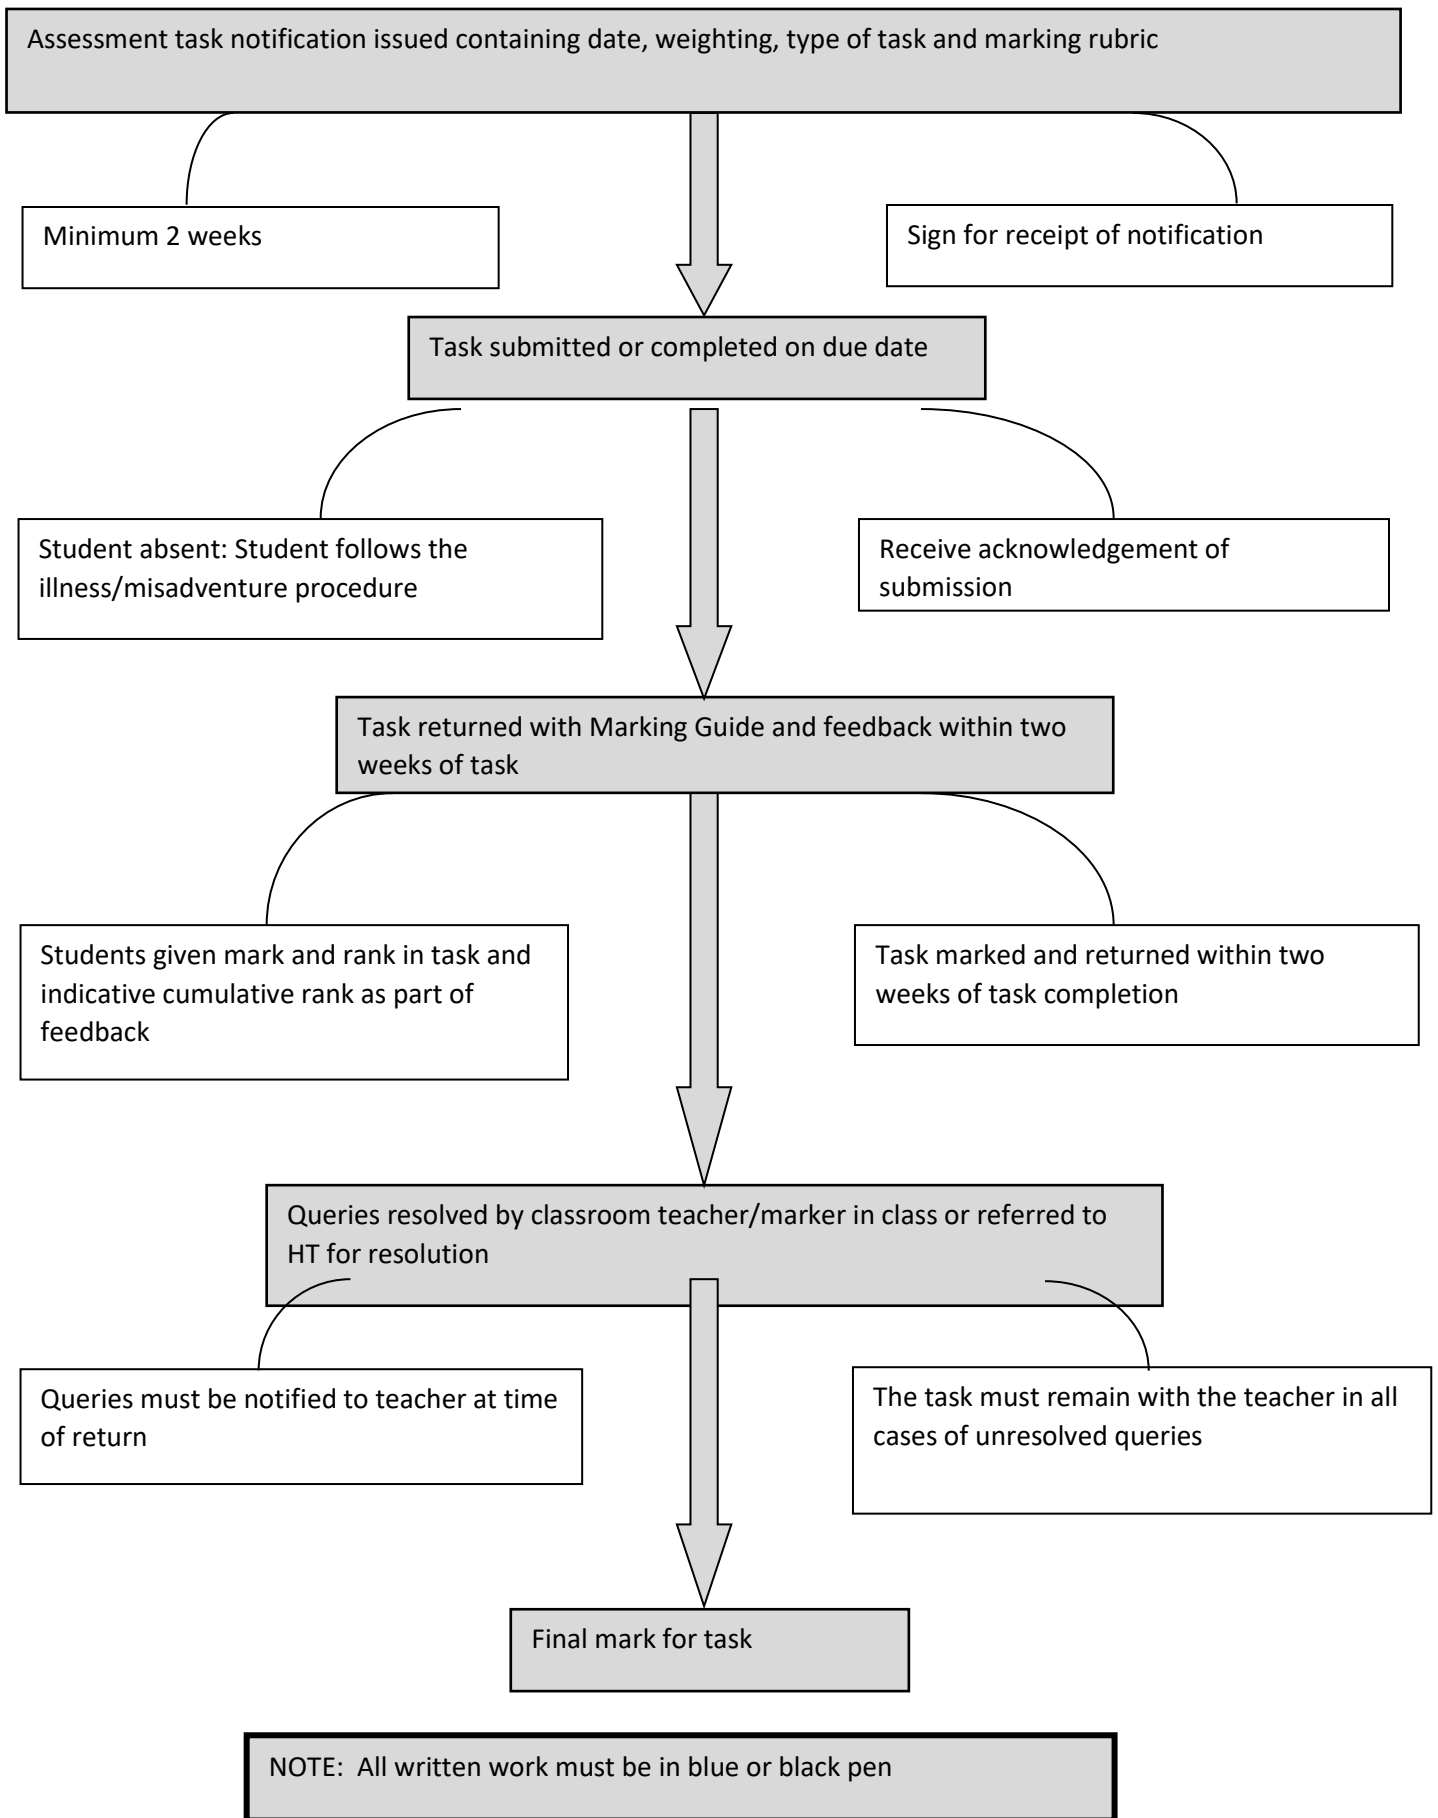 Assessment task notification issued containing date, weighting, type of task and marking rubric
Minimum 2 weeks
Sign for receipt of notification
Task submitted or completed on due date
Student absent: Student follows the
illness/misadventure procedure
Receive acknowledgement of
submission
Task returned with Marking Guide and feedback within two
weeks of task
Students given mark and rank in task and
indicative cumulative rank as part of
feedback
Task marked and returned within two
weeks of task completion
Queries resolved by classroom teacher/marker in class or referred to
HT for resolution
Queries must be notified to teacher at time
of return
The task must remain with the teacher in all
cases of unresolved queries
Final mark for task
NOTE:  All written work must be in blue or black pen